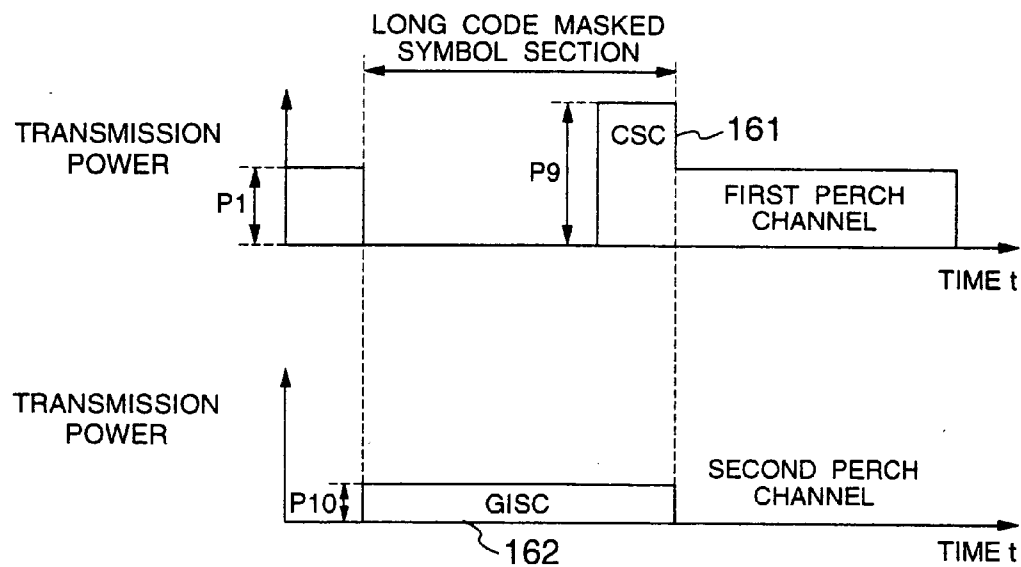 LONG CODE MASKED
SYMBOL SECTION
TRANSMISSION
POWER
P1
P9
CSC
161
FIRST PERCH
CHANNEL
TIME t
TRANSMISSION
POWER
P10
GISC
162
SECOND PERCH
CHANNEL
TIME t